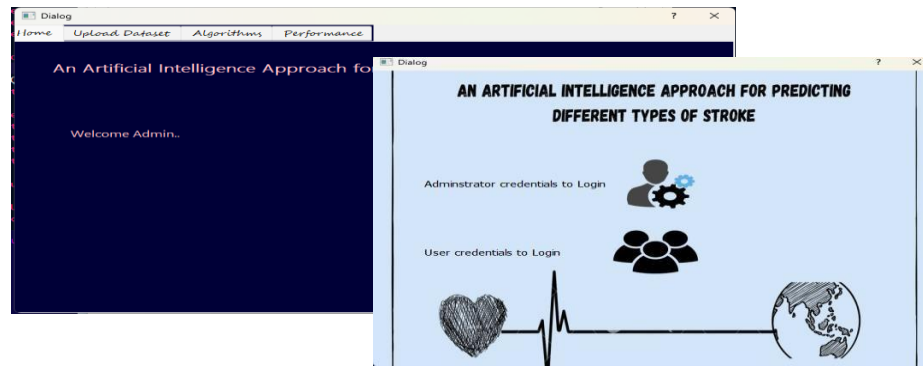 Dialog
Home Upload Dataset Algorithms Performance
An Artificial Intelligence Approach fo
Welcome Admin..
Dialog
AN ARTIFICIAL INTELLIGENCE APPROACH FOR PREDICTING
DIFFERENT TYPES OF STROKE
Adminstrator credentials to Login
User credentials to Login